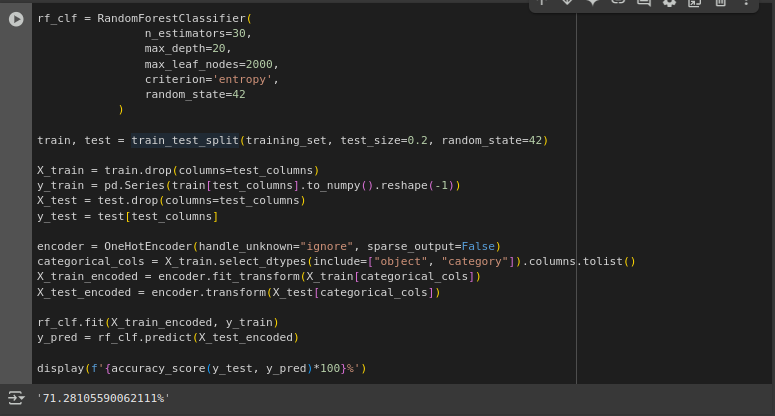 rf_clf = RandomForestClassifier(
                n_estimators=30,
                max_depth=20,
                max_leaf_nodes=2000,
                criterion='entropy',
                random_state=42
            )

train, test = train_test_split(training_set, test_size=0.2, random_state=42)

X_train = train.drop(columns=test_columns)
y_train = pd.Series(train[test_columns].to_numpy().reshape(-1))
X_test = test.drop(columns=test_columns)
y_test = test[test_columns]

encoder = OneHotEncoder(handle_unknown="ignore", sparse_output=False)
categorical_cols = X_train.select_dtypes(include=["object", "category"]).columns.tolist()
X_train_encoded = encoder.fit_transform(X_train[categorical_cols])
X_test_encoded = encoder.transform(X_test[categorical_cols])

rf_clf.fit(X_train_encoded, y_train)
y_pred = rf_clf.predict(X_test_encoded)

display(f'{accuracy_score(y_test, y_pred)*100}%')
'71.28105590062111%'